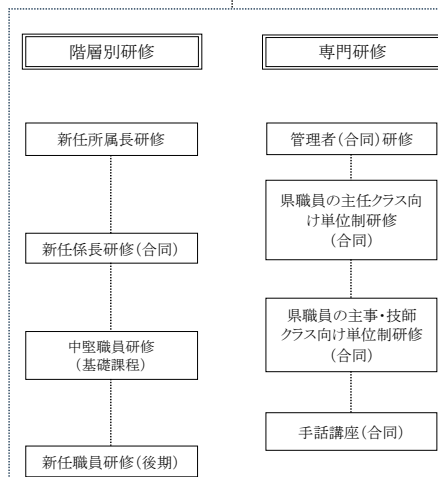 階層別研修
新任所属長研修
新任係長研修(合同)
中堅職員研修
(基礎課程)
新任職員研修(後期)
専門研修
管理者(合同)研修
県職員の主任クラス向
け単位制研修
(合同)
県職員の主事・技師
クラス向け単位制研修
(合同)
手話講座(合同)